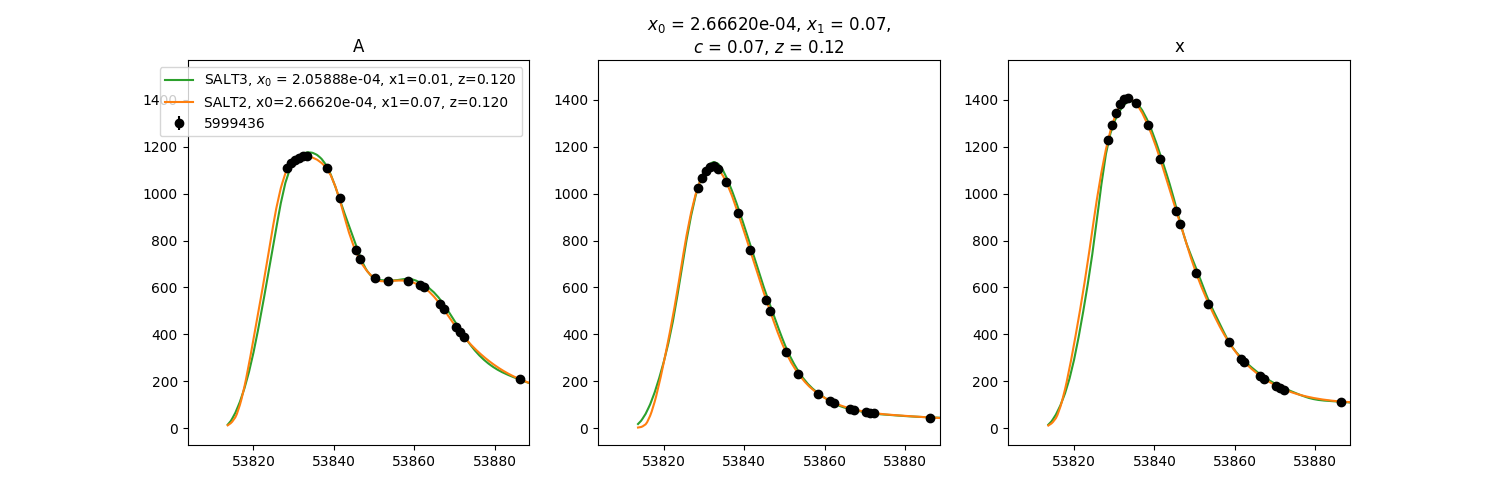 x₀ = 2.66620e-04, x₁ = 0.07,
c = 0.07, z = 0.12
A
x
SALT3, x₀ = 2.05888e-04, x1=0.01, z=0.120
SALT2, x0=2.66620e-04, x1=0.07, z=0.120
5999436
1400
1200
1000
800
600
400
200
0
53820 53840 53860 53880
1400
1200
1000
800
600
400
200
0
53820 53840 53860 53880
1400
1200
1000
800
600
400
200
0
53820 53840 53860 53880